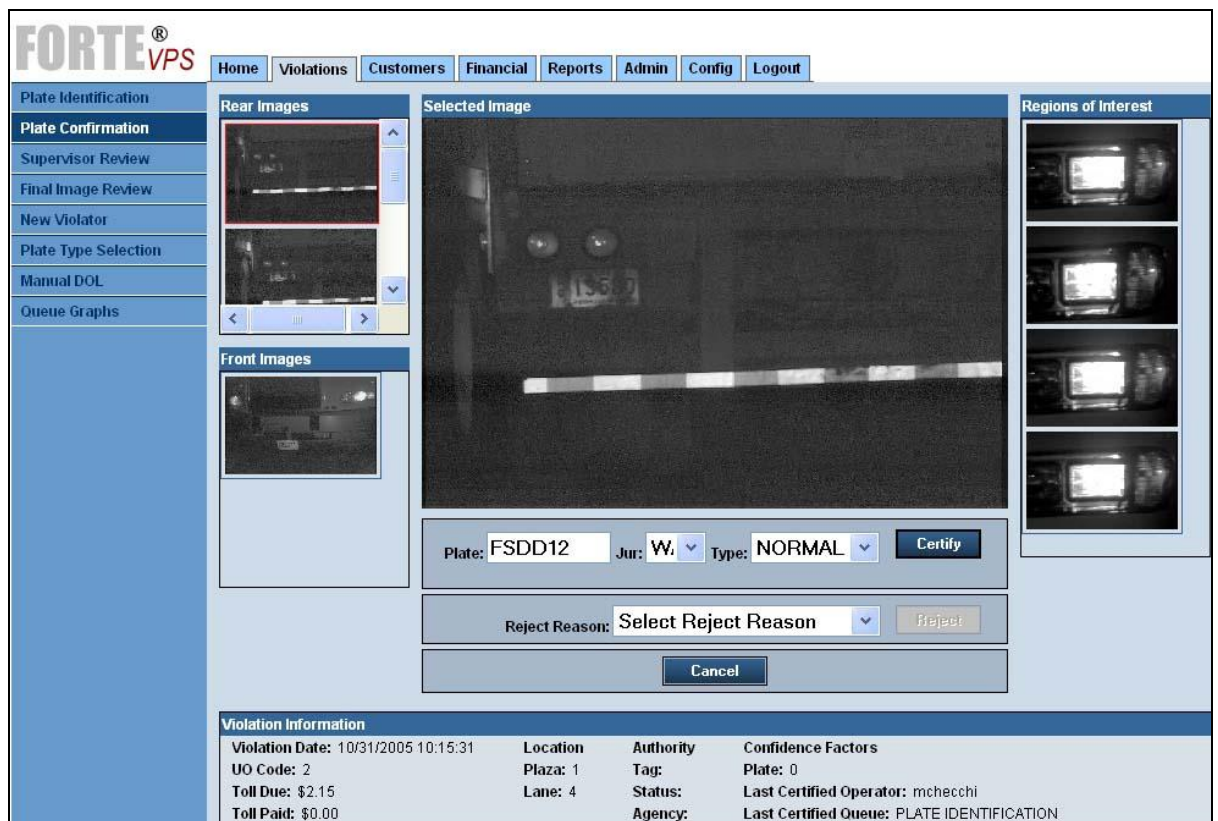 FORTE® VPS
Home Violations Customers Financial Reports Admin Config Logout
Plate Identification
Plate Confirmation
Supervisor Review
Final Image Review
New Violator
Plate Type Selection
Manual DOL
Queue Graphs
Rear Images
Front Images
Selected Image
Regions of Interest
Plate: FSDD12 Jur: W Type: NORMAL Certify
Reject Reason: Select Reject Reason Reject
Cancel
Violation Information
Violation Date: 10/31/2005 10:15:31 Location Authority Confidence Factors
UO Code: 2 Plaza: 1 Tag: Plate: 0
Toll Due: $2.15 Lane: 4 Status: Last Certified Operator: mchecchi
Toll Paid: $0.00 Agency: Last Certified Queue: PLATE IDENTIFICATION